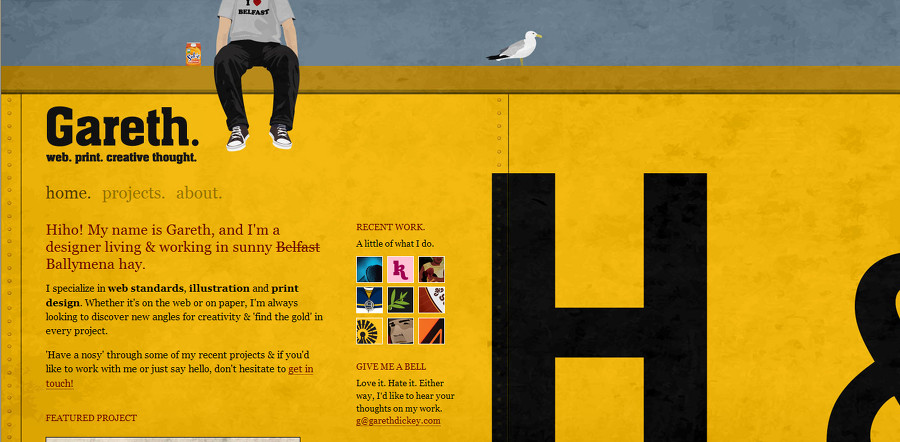 I ♥
BELFAST
Gareth.
web. print. creative thought.
home. projects. about.
Hiho! My name is Gareth, and I'm a
designer living & working in sunny Belfast
Ballymena hay.
I specialize in web standards, illustration and print
design. Whether it's on the web or on paper, I'm always
looking to discover new angles for creativity & 'find the gold' in
every project.
'Have a nosy' through some of my recent projects & if you'd
like to work with me or just say hello, don't hesitate to get in
touch!
FEATURED PROJECT
RECENT WORK.
A little of what I do.
k
GIVE ME A BELL
Love it. Hate it. Either
way, I'd like to hear your
thoughts on my work.
g@garethdickey.com
H &